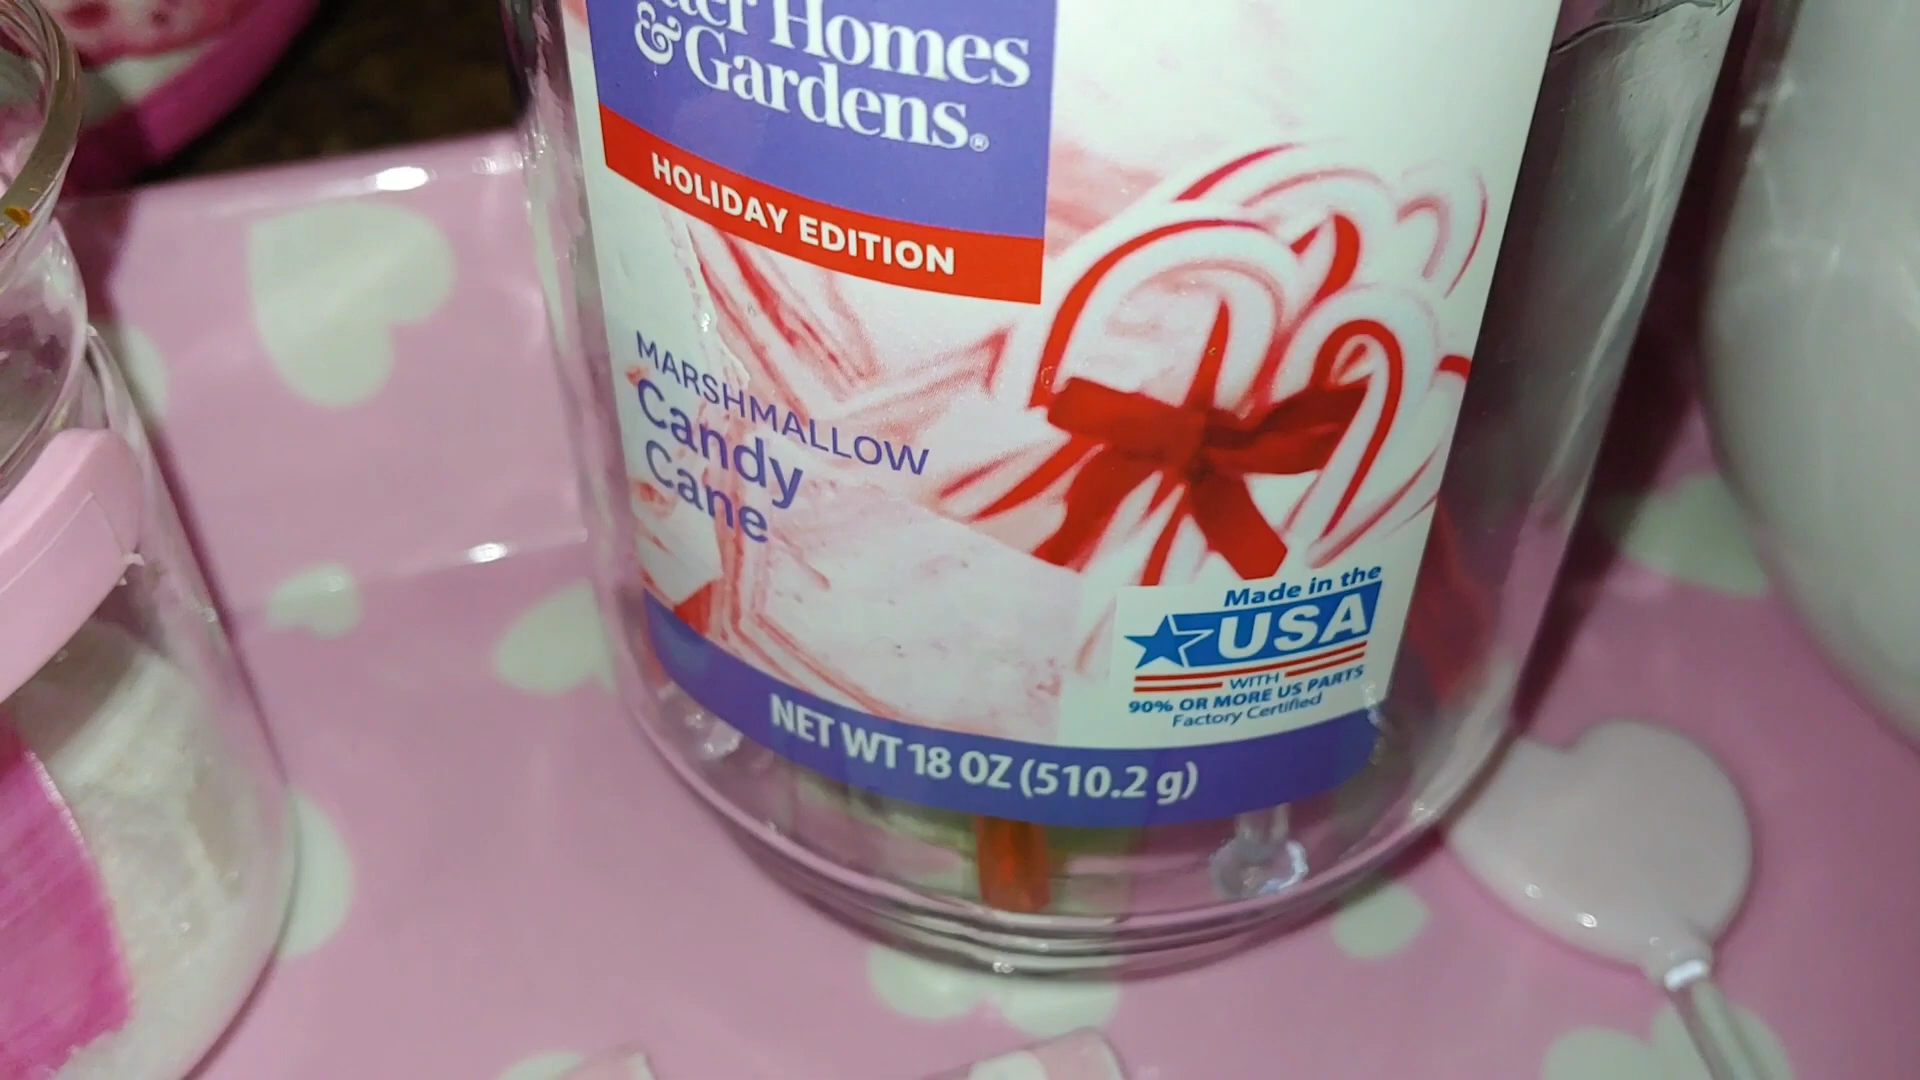 Homes
& Gardens®
HOLIDAY EDITION
MARSHMALLOW
Candy
Cane
Made in the
USA
WITH
90% OR MORE US PARTS
Factory Certified
NET WT 18 OZ (510.2 g)